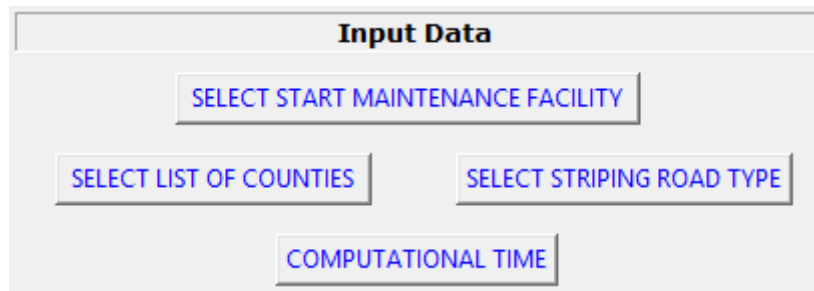 Input Data
SELECT START MAINTENANCE FACILITY
SELECT LIST OF COUNTIES SELECT STRIPING ROAD TYPE
COMPUTATIONAL TIME